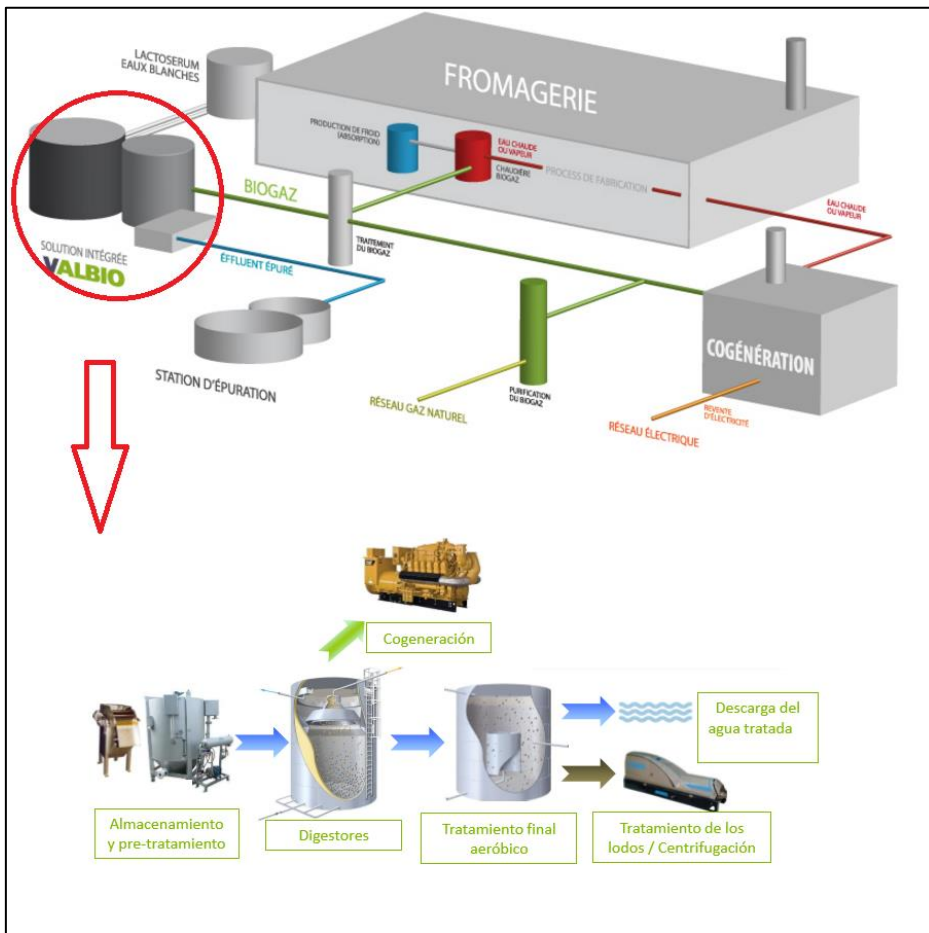 LACTOSERUM
EAUX BLANCHES
FROMAGERIE
PRODUCTION DE FROID
(ABSORPTION)
EAU CHAUDE
OU VAPEUR
CHAUDIÈRE
BIOGAZ
PROCESS DE FABRICATION
EAU CHAUDE
OU VAPEUR
BIOGAZ
TRAITEMENT
DU BIOGAZ
SOLUTION INTÉGRÉE
VALBIO
ÉFFLUENT ÉPURÉ
STATION D'ÉPURATION
COGÉNÉRATION
PURIFICATION
DU BIOGAZ
RÉSEAU GAZ NATUREL
REVENTE
D'ÉLECTRICITÉ
RÉSEAU ÉLECTRIQUE
Cogeneración
Descarga del
agua tratada
Almacenamiento
y pre-tratamiento
Digestores
Tratamiento final
aeróbico
Tratamiento de los
lodos / Centrifugación